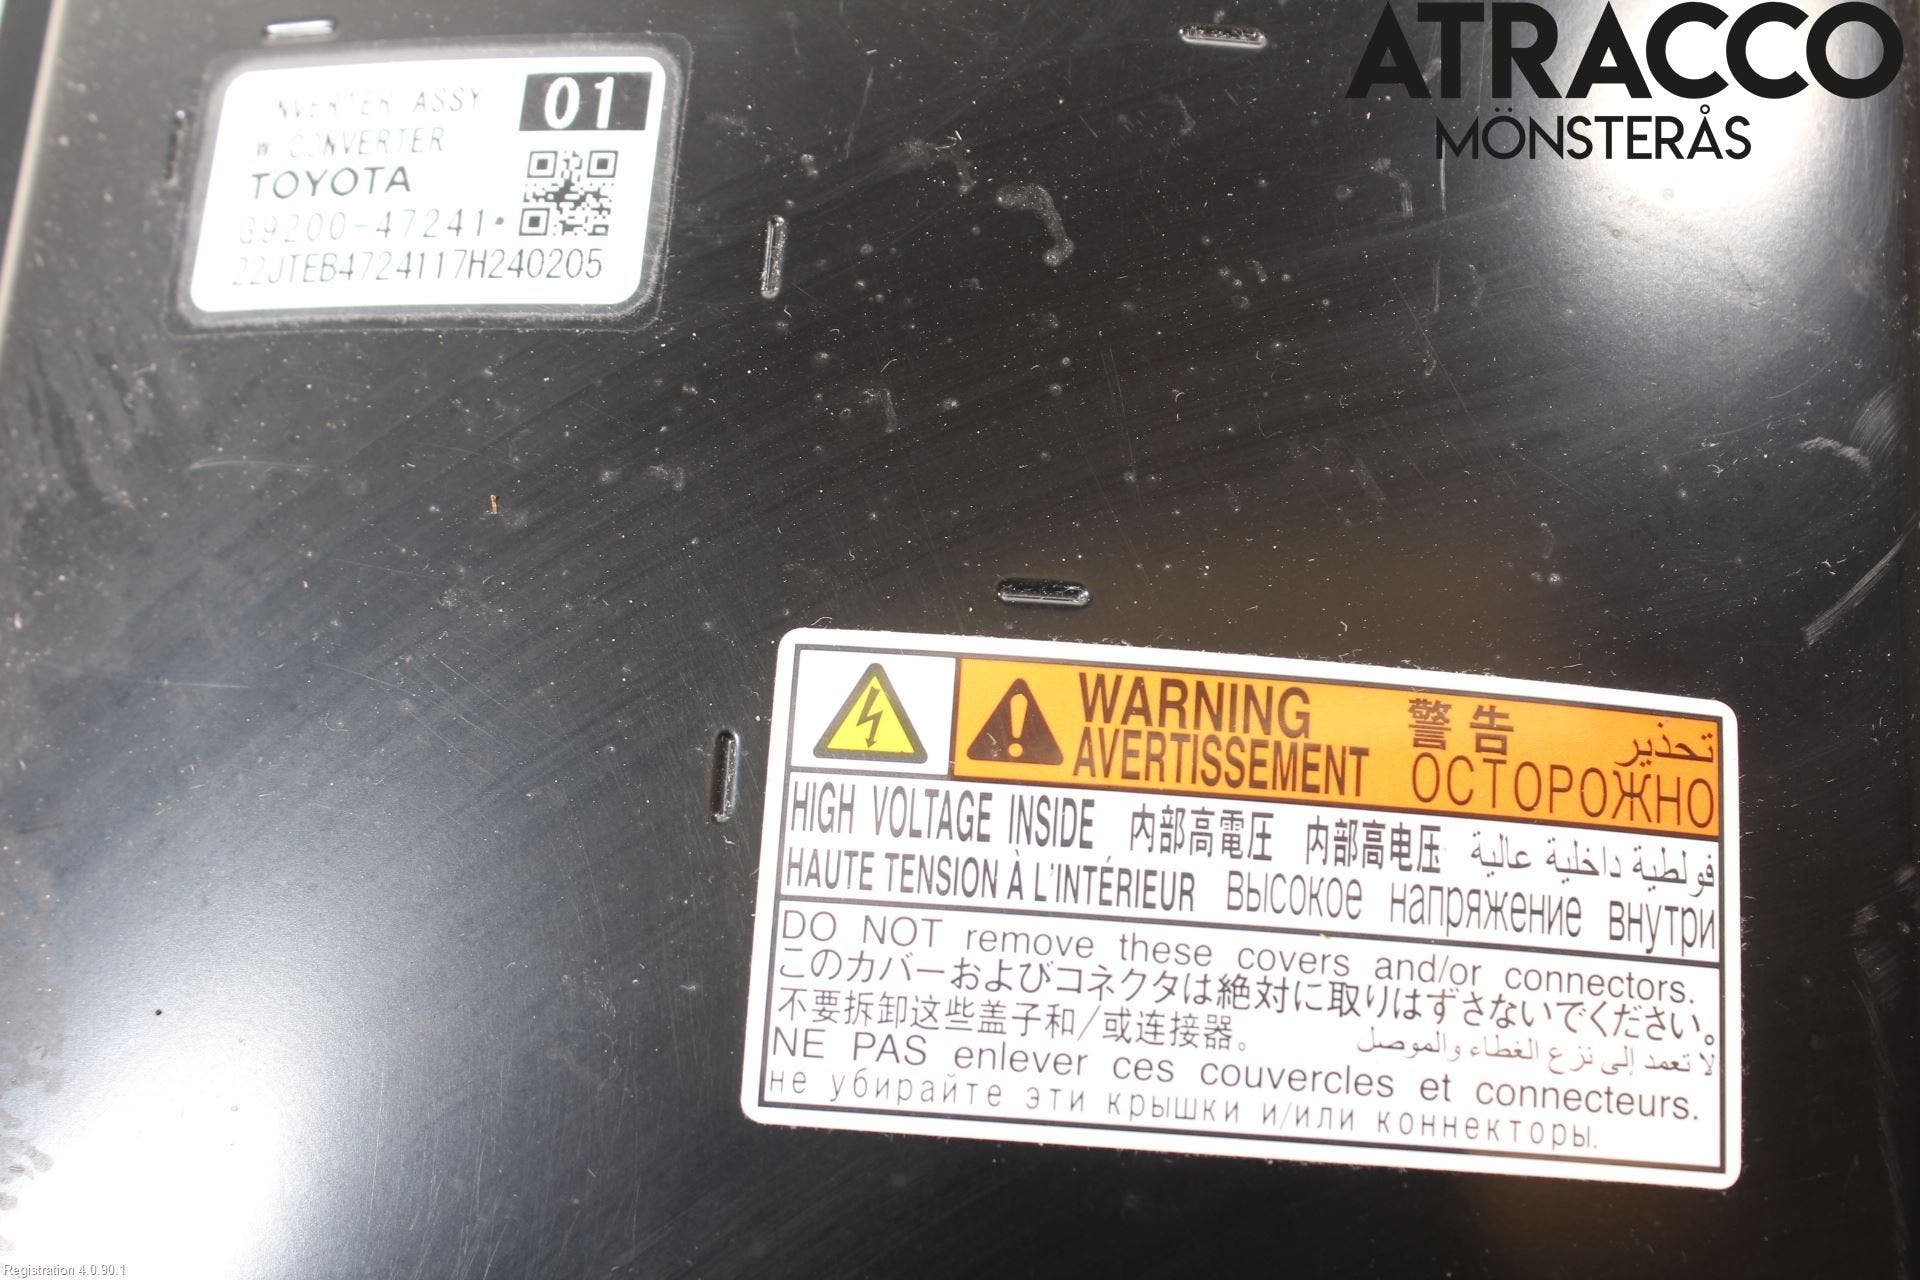 ATRACCO
MÖNSTERÅS
NVERTER ASSY 01
W CONVERTER
TOYOTA
G9200-47241
22JTEB4724117H240205
WARNING 警告 تحذير
AVERTISSEMENT ОСТОРОЖНО
HIGH VOLTAGE INSIDE 内部高電圧 内部高电压 فولطية داخلية عالية
HAUTE TENSION À L'INTÉRIEUR Высокое напряжение внутри
DO NOT remove these covers and/or connectors.
このカバーおよびコネクタは絶対に取りはずさないでください。
不要拆卸这些盖子和/或连接器。 لا تعمد إلى نزع الغطاء والموصل
NE PAS enlever ces couvercles et connecteurs.
не убирайте эти крышки и/или коннекторы.
Registration 4.0.90.1